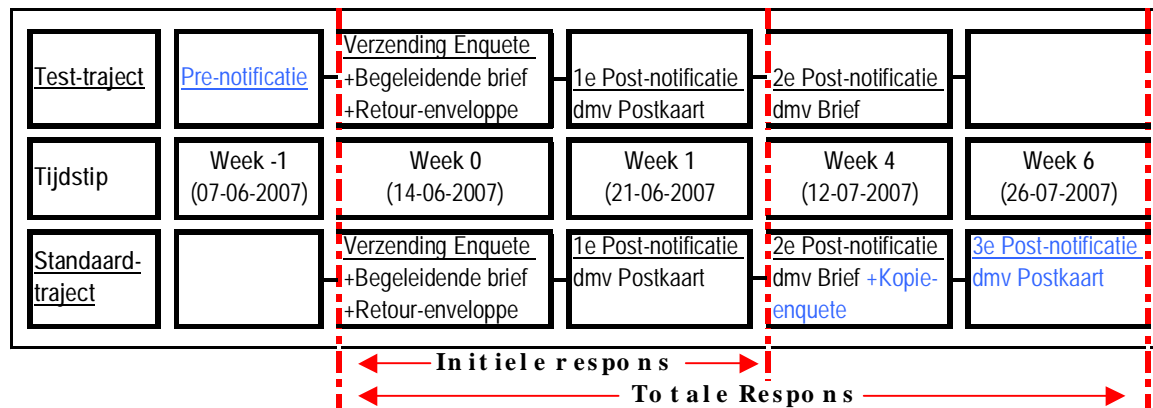 Test-traject
Pre-notificatie
Verzending Enquete
+Begeleidende brief
+Retour-enveloppe
1e Post-notificatie
dmv Postkaart
2e Post-notificatie
dmv Brief
Tijdstip
Week -1
(07-06-2007)
Week 0
(14-06-2007)
Week 1
(21-06-2007
Week 4
(12-07-2007)
Week 6
(26-07-2007)
Standaard-
traject
Verzending Enquete
+Begeleidende brief
+Retour-enveloppe
1e Post-notificatie
dmv Postkaart
2e Post-notificatie
dmv Brief +Kopie-
enquete
3e Post-notificatie
dmv Postkaart
Initiele respons
Totale Respons